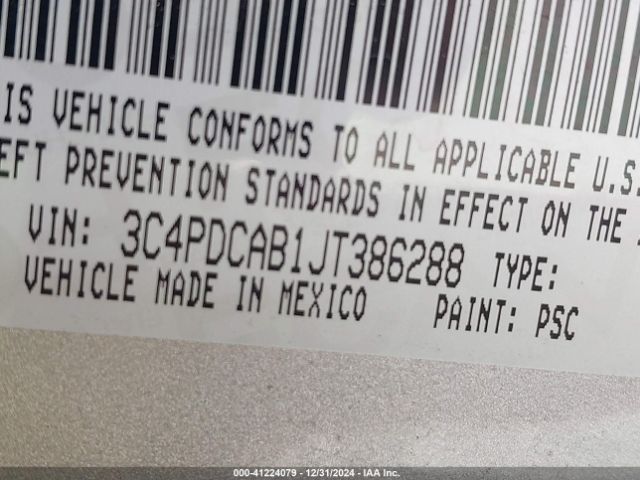 IS VEHICLE CONFORMS TO ALL APPLICABLE U.S.
EFT PREVENTION STANDARDS IN EFFECT ON THE
VIN: 3C4PDCAB1JT386288 TYPE:
VEHICLE MADE IN MEXICO PAINT: PSC
000-41224079 - 12/31/2024 - IAA Inc.